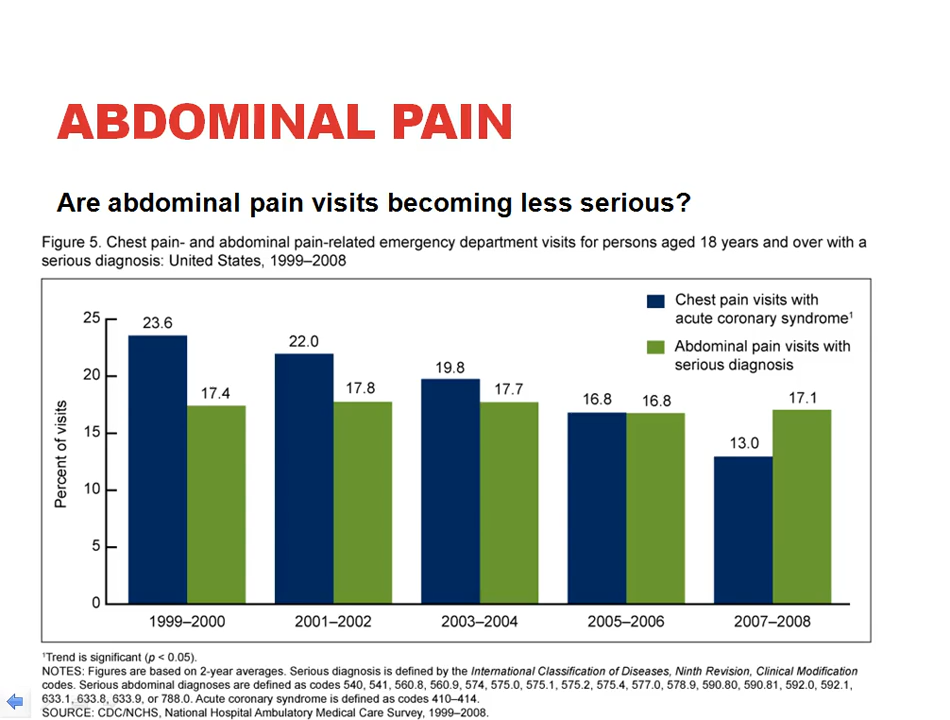 ABDOMINAL PAIN
Are abdominal pain visits becoming less serious?
Figure 5. Chest pain- and abdominal pain-related emergency department visits for persons aged 18 years and over with a
serious diagnosis: United States, 1999–2008
Chest pain visits with
acute coronary syndrome¹
Abdominal pain visits with
serious diagnosis
Percent of visits
25
20
15
10
5
0
23.6
17.4
22.0
17.8
19.8
17.7
16.8
16.8
13.0
17.1
1999–2000
2001–2002
2003–2004
2005–2006
2007–2008
¹Trend is significant (p < 0.05).
NOTES: Figures are based on 2-year averages. Serious diagnosis is defined by the International Classification of Diseases, Ninth Revision, Clinical Modification
codes. Serious abdominal diagnoses are defined as codes 540, 541, 560.8, 560.9, 574, 575.0, 575.1, 575.2, 575.4, 577.0, 578.9, 590.80, 590.81, 592.0, 592.1,
633.1, 633.8, 633.9, or 788.0. Acute coronary syndrome is defined as codes 410–414.
SOURCE: CDC/NCHS, National Hospital Ambulatory Medical Care Survey, 1999–2008.